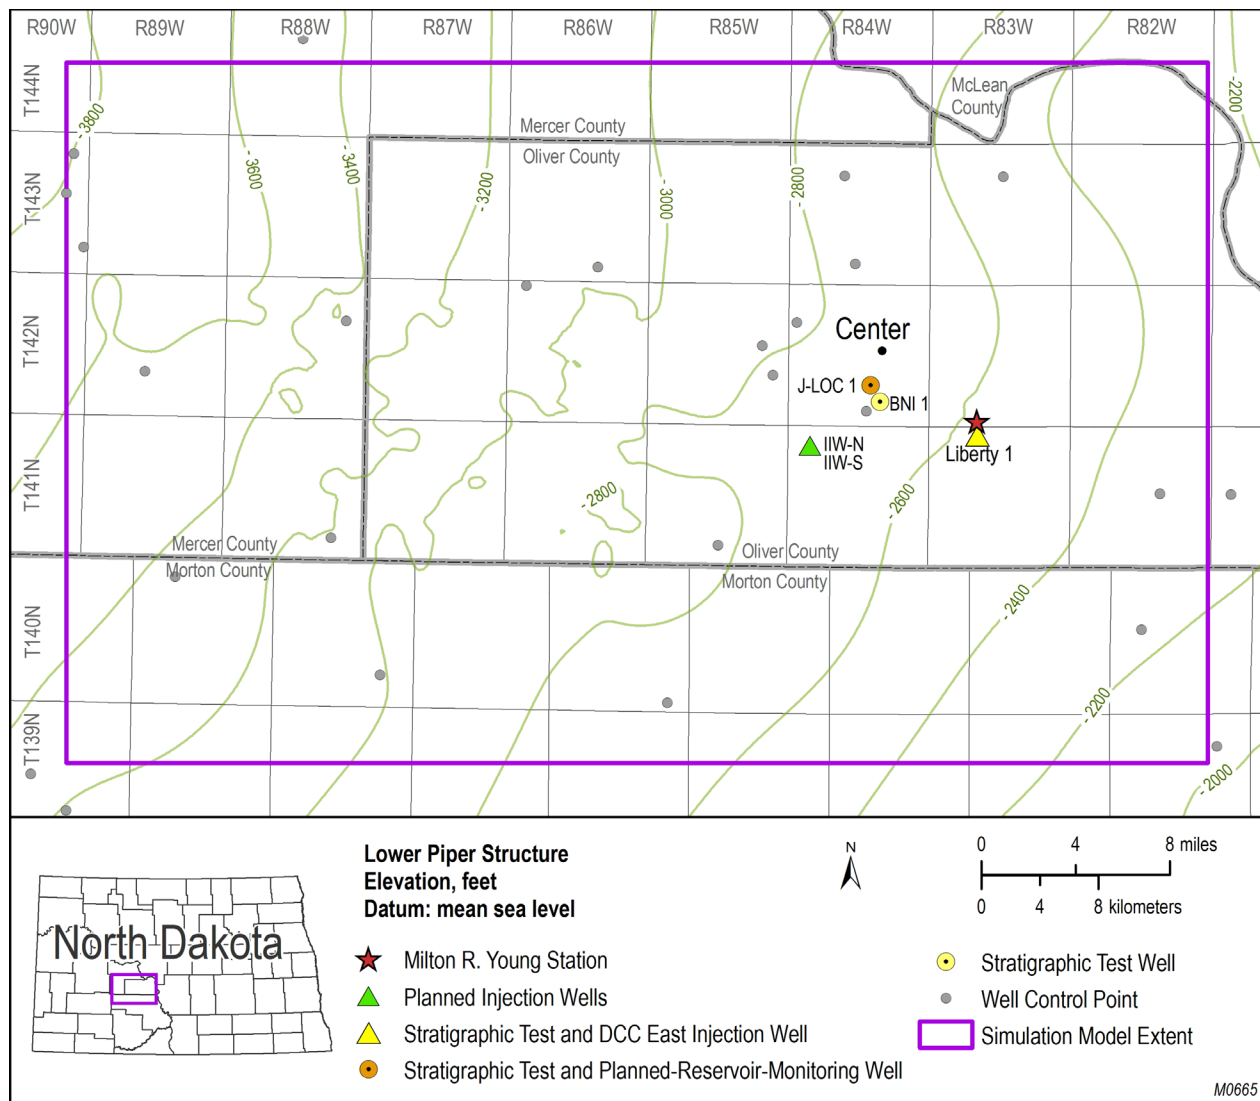 R90W R89W R88W R87W R86W R85W R84W R83W R82W
T144N
T143N
T142N
T141N
T140N
T139N
McLean
County
Mercer County
Oliver County
-3800
-3600
-3400
-3200
-3000
-2800
-2200
Center
J-LOC 1
BNI 1
IIW-N
IIW-S
Liberty 1
-2800
-2600
Mercer County
Morton County
Oliver County
Morton County
-2400
-2200
-2000
North Dakota
Lower Piper Structure
Elevation, feet
Datum: mean sea level
N
0 4 8 miles
0 4 8 kilometers
Milton R. Young Station
Planned Injection Wells
Stratigraphic Test and DCC East Injection Well
Stratigraphic Test and Planned-Reservoir-Monitoring Well
Stratigraphic Test Well
Well Control Point
Simulation Model Extent
M0665